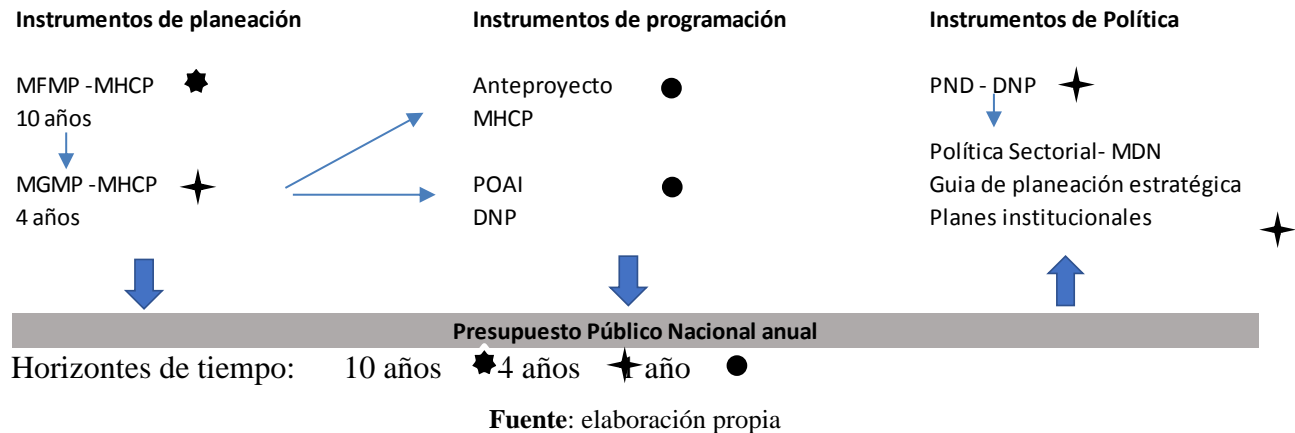 Instrumentos de planeación
MFMP -MHCP
10 años
MGMP -MHCP
4 años
Instrumentos de programación
Anteproyecto
MHCP
POAI
DNP
Instrumentos de Política
PND - DNP
Política Sectorial- MDN
Guia de planeación estratégica
Planes institucionales
Presupuesto Público Nacional anual
Horizontes de tiempo: 10 años 4 años año
Fuente: elaboración propia